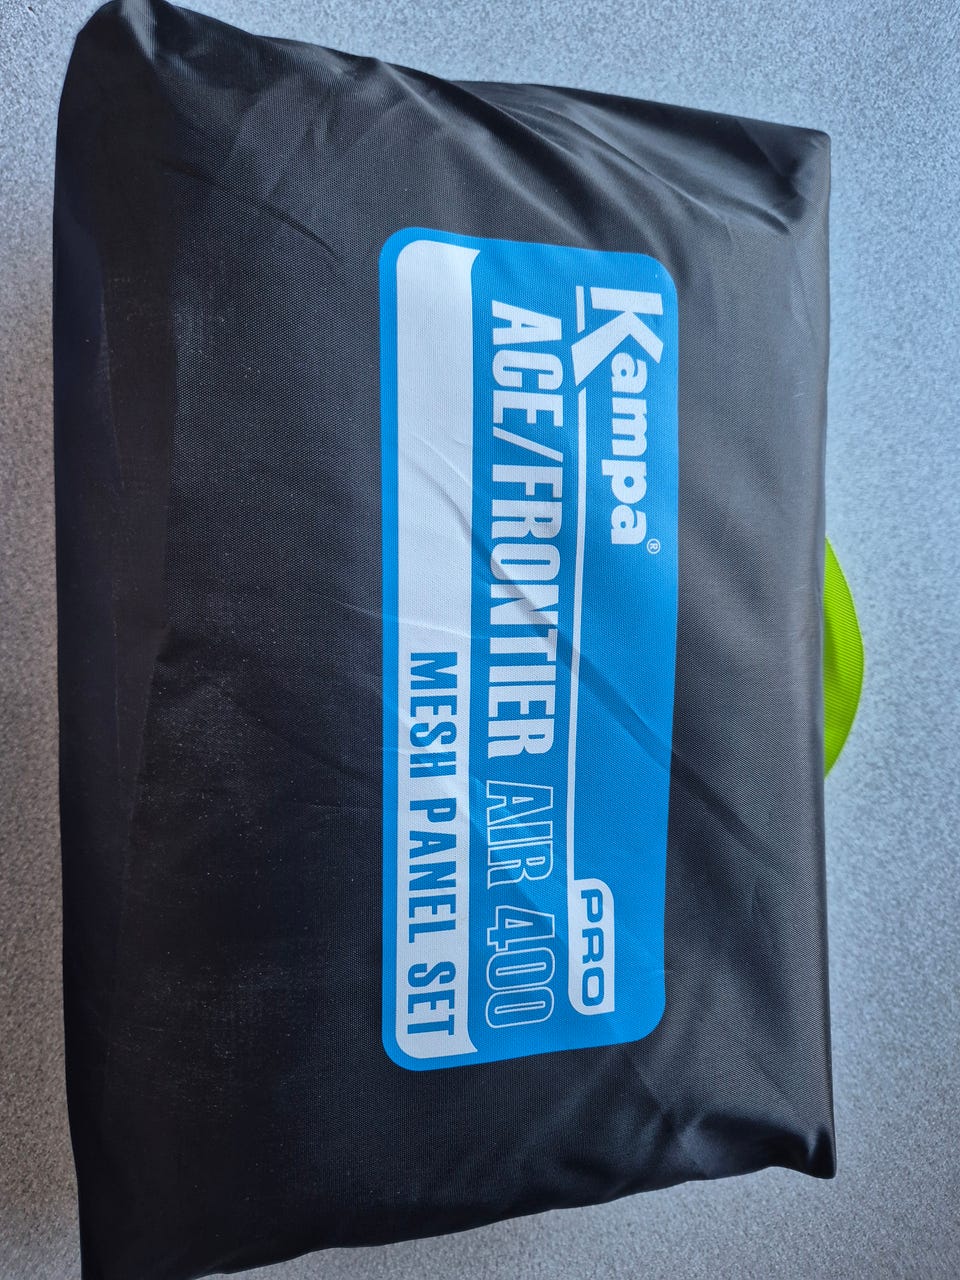 Kampa®
PRO
ACE/FRONTIER AIR 400
MESH PANEL SET